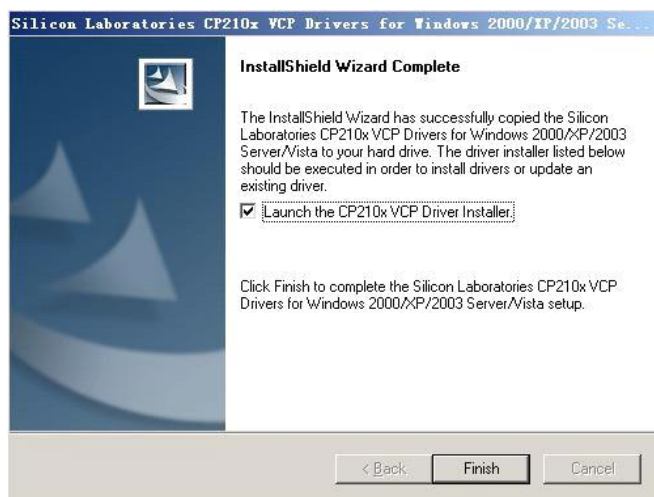 Silicon Laboratories CP210x VCP Drivers for Windows 2000/XP/2003 Se...
InstallShield Wizard Complete
The InstallShield Wizard has successfully copied the Silicon
Laboratories CP210x VCP Drivers for Windows 2000/XP/2003
Server/Vista to your hard drive. The driver installer listed below
should be executed in order to install drivers or update an
existing driver.
Launch the CP210x VCP Driver Installer.
Click Finish to complete the Silicon Laboratories CP210x VCP
Drivers for Windows 2000/XP/2003 Server/Vista setup.
< Back Finish Cancel